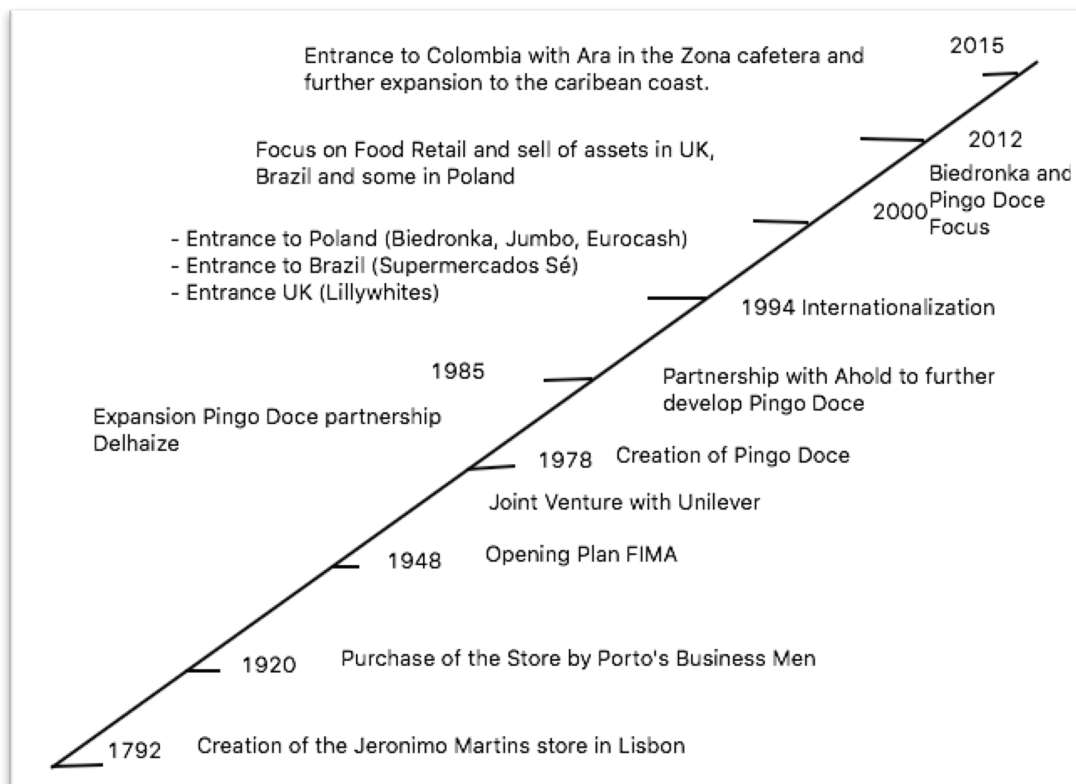 2015
Entrance to Colombia with Ara in the Zona cafetera and
further expansion to the caribean coast.
2012
Focus on Food Retail and sell of assets in UK,
Brazil and some in Poland
Biedronka and
Pingo Doce
Focus
2000
- Entrance to Poland (Biedronka, Jumbo, Eurocash)
- Entrance to Brazil (Supermercados Sé)
- Entrance UK (Lillywhites)
1994 Internationalization
1985
Partnership with Ahold to further
develop Pingo Doce
Expansion Pingo Doce partnership
Delhaize
1978 Creation of Pingo Doce
Joint Venture with Unilever
1948 Opening Plan FIMA
1920 Purchase of the Store by Porto's Business Men
1792 Creation of the Jeronimo Martins store in Lisbon